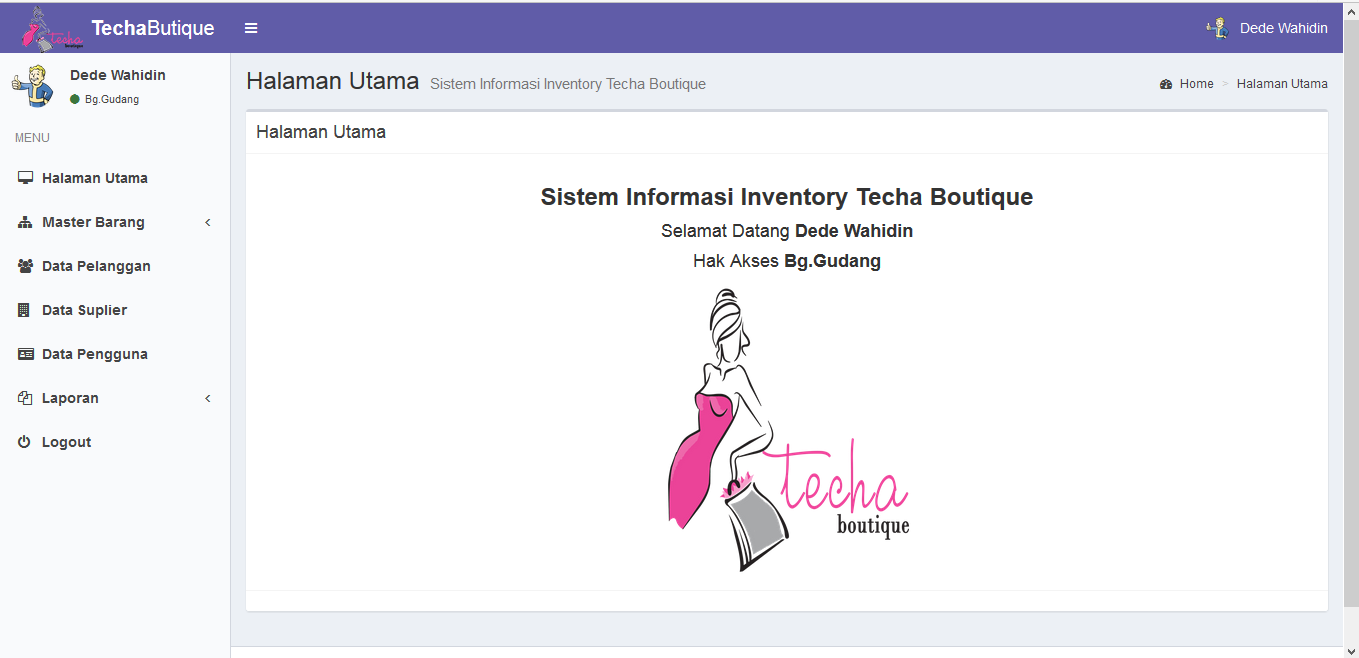 TechaButique
Dede Wahidin
Dede Wahidin
Bg.Gudang
MENU
Halaman Utama
Master Barang
Data Pelanggan
Data Suplier
Data Pengguna
Laporan
Logout
Halaman Utama Sistem Informasi Inventory Techa Boutique
Home > Halaman Utama
Halaman Utama
Sistem Informasi Inventory Techa Boutique
Selamat Datang Dede Wahidin
Hak Akses Bg.Gudang
techa
boutique